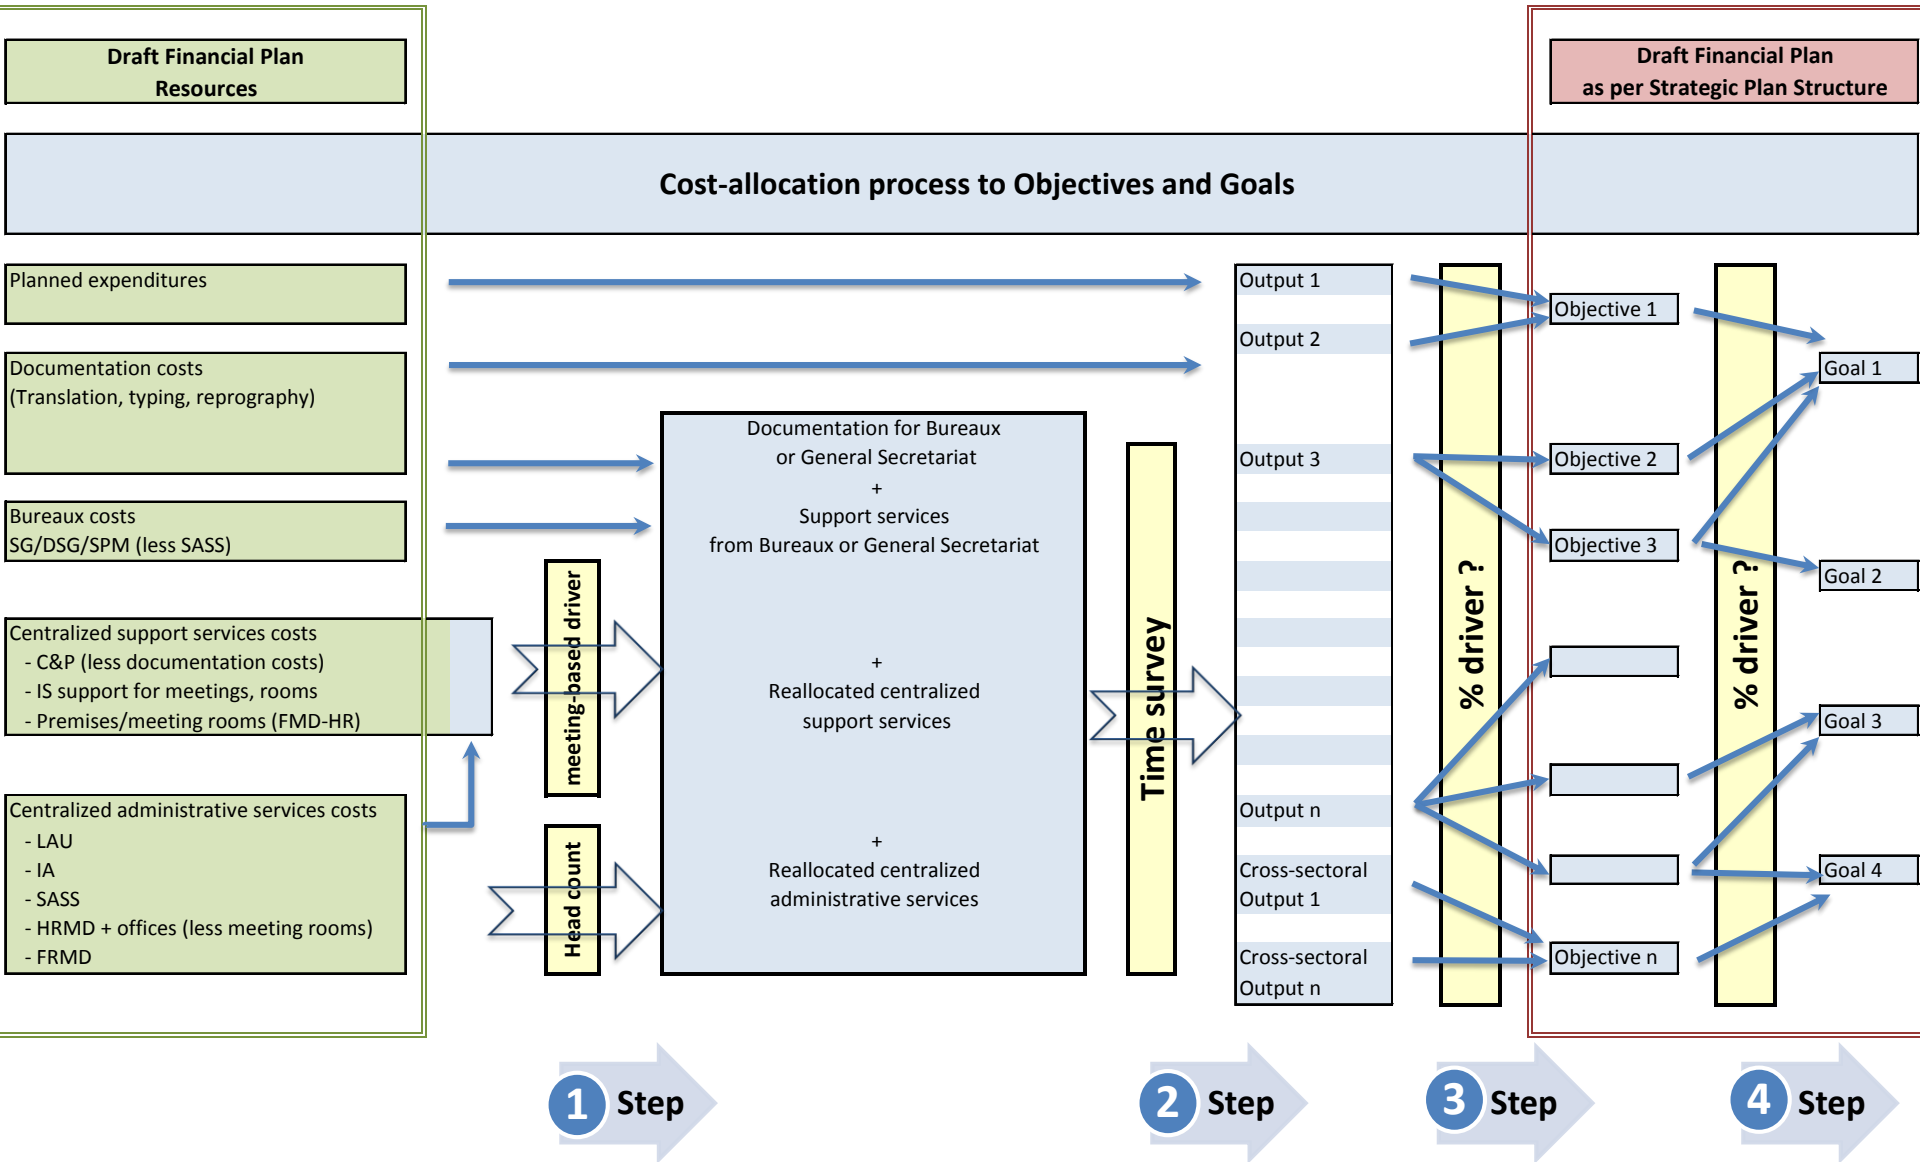 Draft Financial Plan
Resources
Draft Financial Plan
as per Strategic Plan Structure
Cost-allocation process to Objectives and Goals
Planned expenditures
Documentation costs
(Translation, typing, reprography)
Bureaux costs
SG/DSG/SPM (less SASS)
Centralized support services costs
- C&P (less documentation costs)
- IS support for meetings, rooms
- Premises/meeting rooms (FMD-HR)
Centralized administrative services costs
- LAU
- IA
- SASS
- HRMD + offices (less meeting rooms)
- FRMD
meeting-based driver
Head count
Documentation for Bureaux
or General Secretariat
+
Support services
from Bureaux or General Secretariat
+
Reallocated centralized
support services
+
Reallocated centralized
administrative services
Time survey
Output 1
Output 2
Output 3
Output n
Cross-sectoral
Output 1
Cross-sectoral
Output n
% driver ?
Objective 1
Objective 2
Objective 3
Objective n
% driver ?
Goal 1
Goal 2
Goal 3
Goal 4
1 Step
2 Step
3 Step
4 Step